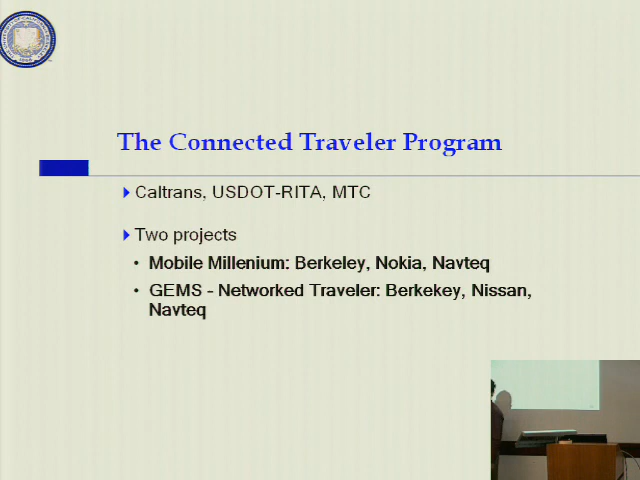 The Connected Traveler Program
Caltrans, USDOT-RITA, MTC
Two projects
• Mobile Millenium: Berkeley, Nokia, Navteq
• GEMS - Networked Traveler: Berkekey, Nissan,
Navteq